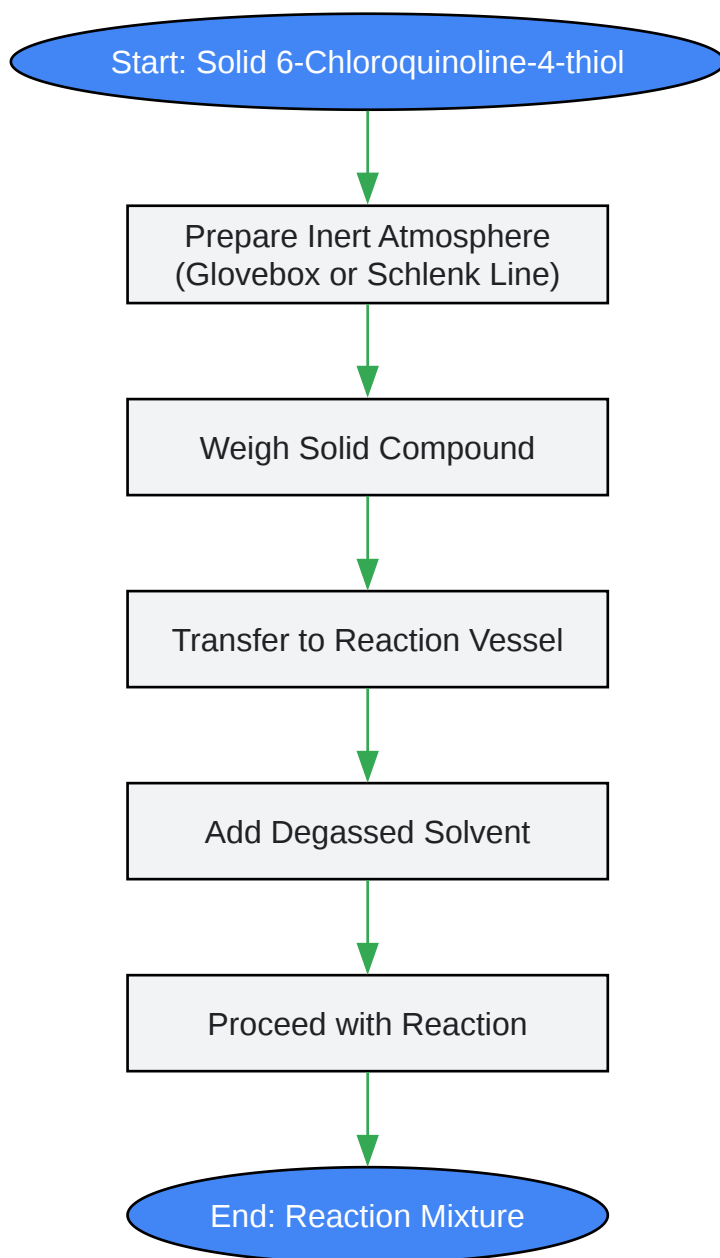 Start: Solid 6-Chloroquinoline-4-thiol
Prepare Inert Atmosphere
(Glovebox or Schlenk Line)
Weigh Solid Compound
Transfer to Reaction Vessel
Add Degassed Solvent
Proceed with Reaction
End: Reaction Mixture